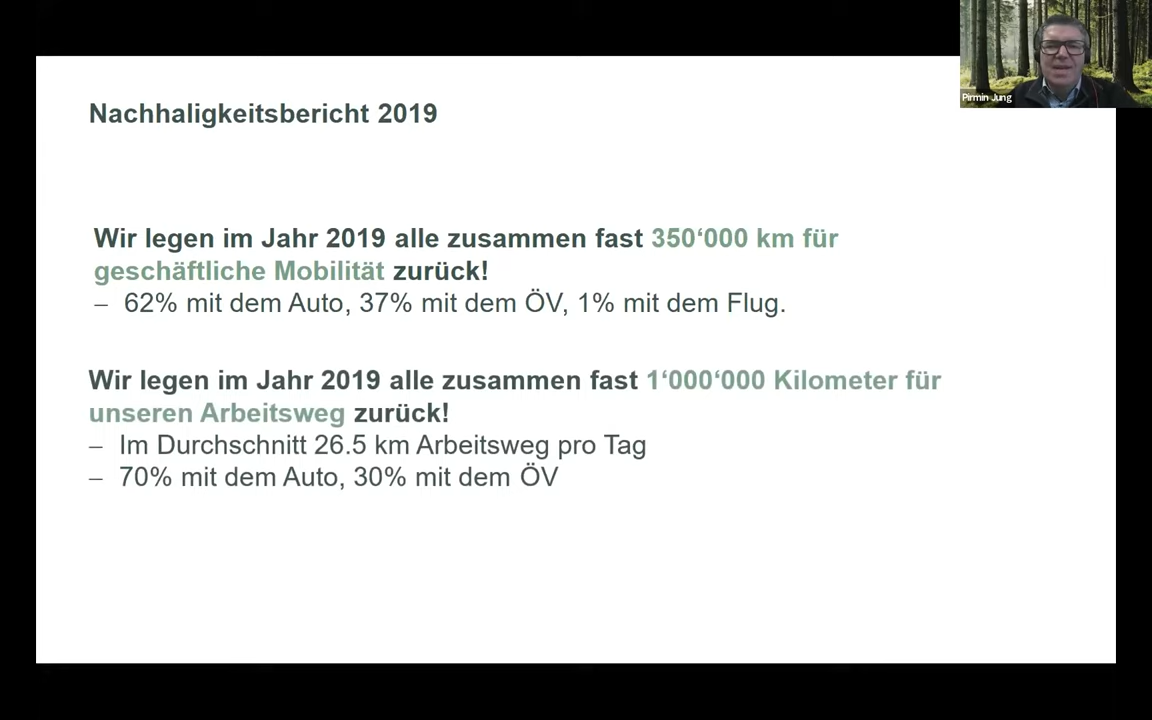 Nachhaligkeitsbericht 2019
Pirmin Jung
Wir legen im Jahr 2019 alle zusammen fast 350‘000 km für
geschäftliche Mobilität zurück!
– 62% mit dem Auto, 37% mit dem ÖV, 1% mit dem Flug.
Wir legen im Jahr 2019 alle zusammen fast 1‘000‘000 Kilometer für
unseren Arbeitsweg zurück!
– Im Durchschnitt 26.5 km Arbeitsweg pro Tag
– 70% mit dem Auto, 30% mit dem ÖV